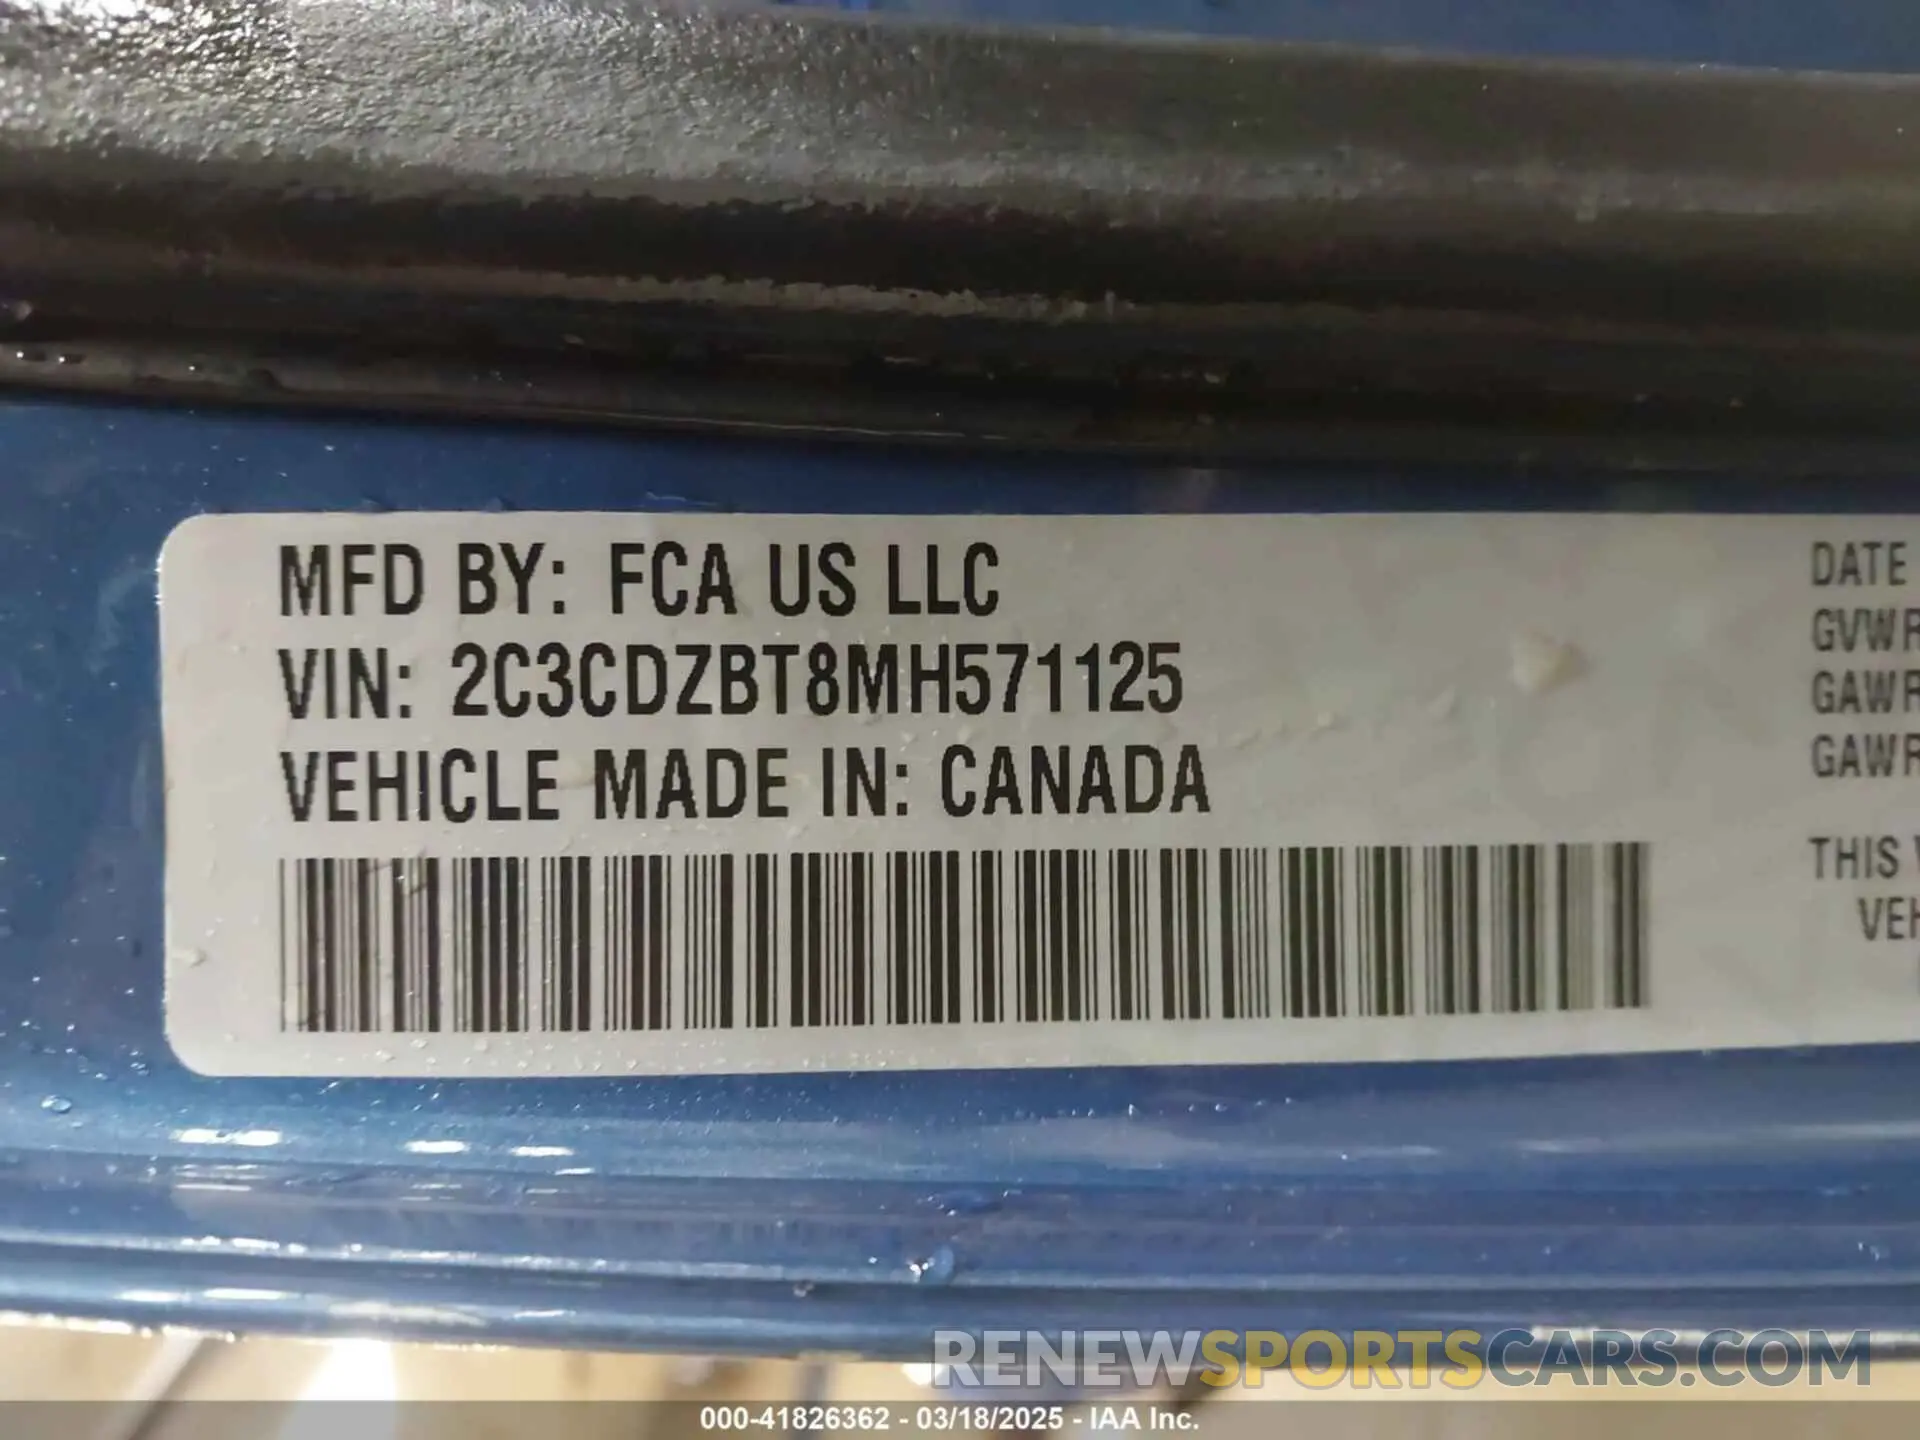 MFD BY: FCA US LLC
VIN: 2C3CDZBT8MH571125
VEHICLE MADE IN: CANADA
DATE
GVWR
GAWR
GAWR
THIS V
VEH
RENEWSPORTSCARS.COM
000-41826362 - 03/18/2025 - IAA Inc.